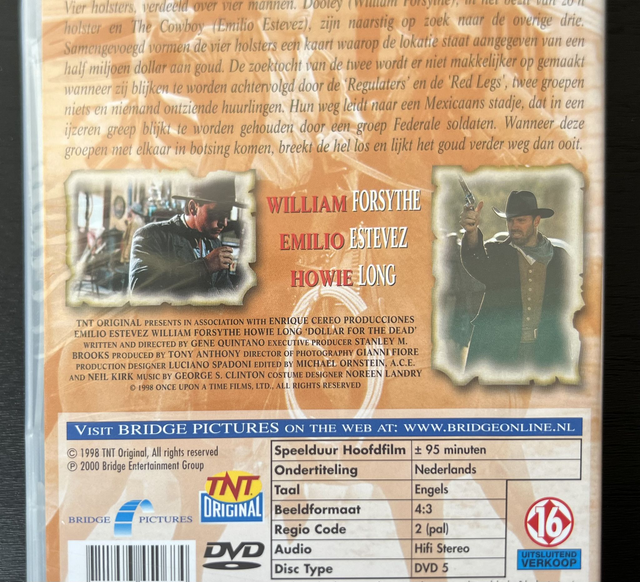 Vier holsters, verdeeld over vier mannen. Dooley (William Forsythe), in het bezit van zo'n
holster en The Cowboy (Emilio Estevez), zijn naarstig op zoek naar de overige drie.
Samengevoegd vormen de vier holsters een kaart waarop de lokatie staat aangegeven van een
half miljoen dollar aan goud. De zoektocht van de twee wordt er niet makkelijker op gemaakt
wanneer zij blijken te worden achtervolgd door de 'Regulaters' en de 'Red Legs', twee groepen
niets en niemand ontziende huurlingen. Hun weg leidt naar een Mexicaans stadje, dat in een
ijzeren greep blijkt te worden gehouden door een groep Federale soldaten. Wanneer deze
groepen met elkaar in botsing komen, breekt de hel los en lijkt het goud verder weg dan ooit.
WILLIAM FORSYTHE
EMILIO ESTEVEZ
HOWIE LONG
TNT ORIGINAL PRESENTS IN ASSOCIATION WITH ENRIQUE CEREO PRODUCCIONES
EMILIO ESTEVEZ WILLIAM FORSYTHE HOWIE LONG 'DOLLAR FOR THE DEAD'
WRITTEN AND DIRECTED BY GENE QUINTANO EXECUTIVE PRODUCER STANLEY M.
BROOKS PRODUCED BY TONY ANTHONY DIRECTOR OF PHOTOGRAPHY GIANNI FIORE
PRODUCTION DESIGNER LUCIANO SPADONI EDITED BY MICHAEL ORNSTEIN, A.C.E.
AND NEIL KIRK MUSIC BY GEORGE S. CLINTON COSTUME DESIGNER NOREEN LANDRY
© 1998 ONCE UPON A TIME FILMS, LTD., ALL RIGHTS RESERVED
VISIT BRIDGE PICTURES ON THE WEB AT: WWW.BRIDGEONLINE.NL
© 1998 TNT Original, All rights reserved
℗ 2000 Bridge Entertainment Group
BRIDGE PICTURES
TNT
ORIGINAL
DVD
Speelduur Hoofdfilm ± 95 minuten
Ondertiteling Nederlands
Taal Engels
Beeldformaat 4:3
Regio Code 2 (pal)
Audio Hifi Stereo
Disc Type DVD 5
16
UITSLUITEND
VERKOOP